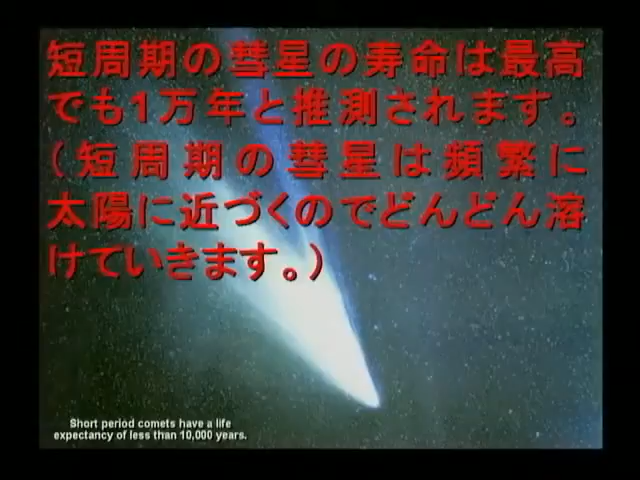 短周期の彗星の寿命は最高
でも1万年と推測されます。
（短周期の彗星は頻繁に
太陽に近づくのでどんどん溶
けていきます。）
Short period comets have a life
expectancy of less than 10,000 years.